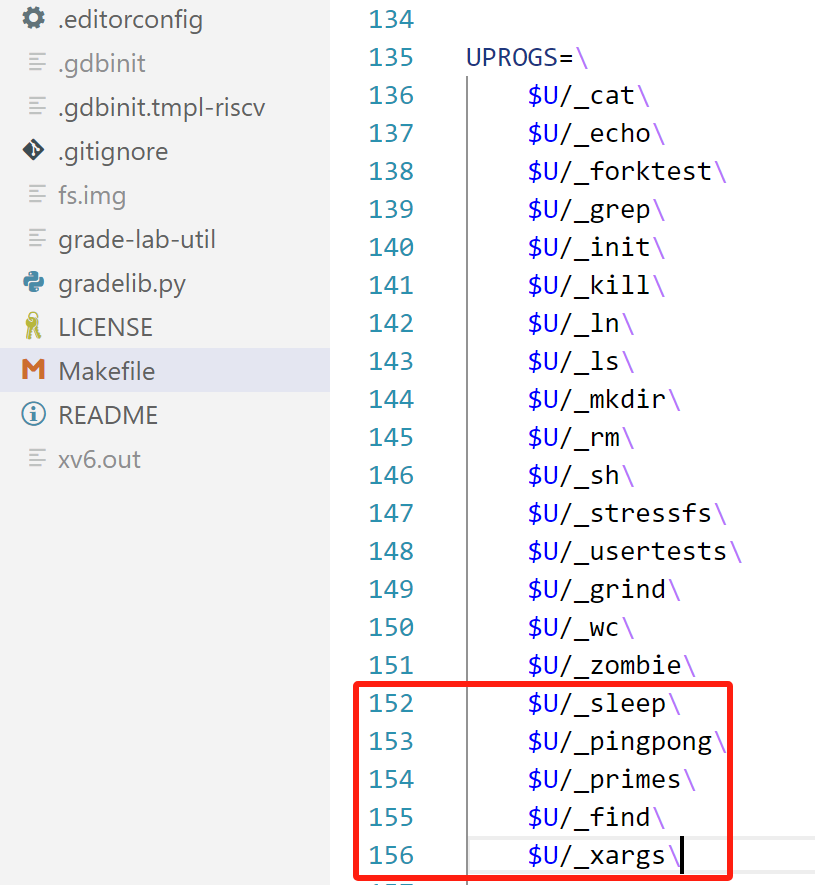 .editorconfig
.gdbinit
.gdbinit.tmpl-riscv
.gitignore
fs.img
grade-lab-util
gradelib.py
LICENSE
Makefile
README
xv6.out
134
135 UPROGS=\
136 $U/_cat\
137 $U/_echo\
138 $U/_forktest\
139 $U/_grep\
140 $U/_init\
141 $U/_kill\
142 $U/_ln\
143 $U/_ls\
144 $U/_mkdir\
145 $U/_rm\
146 $U/_sh\
147 $U/_stressfs\
148 $U/_usertests\
149 $U/_grind\
150 $U/_wc\
151 $U/_zombie\
152 $U/_sleep\
153 $U/_pingpong\
154 $U/_primes\
155 $U/_find\
156 $U/_xargs\